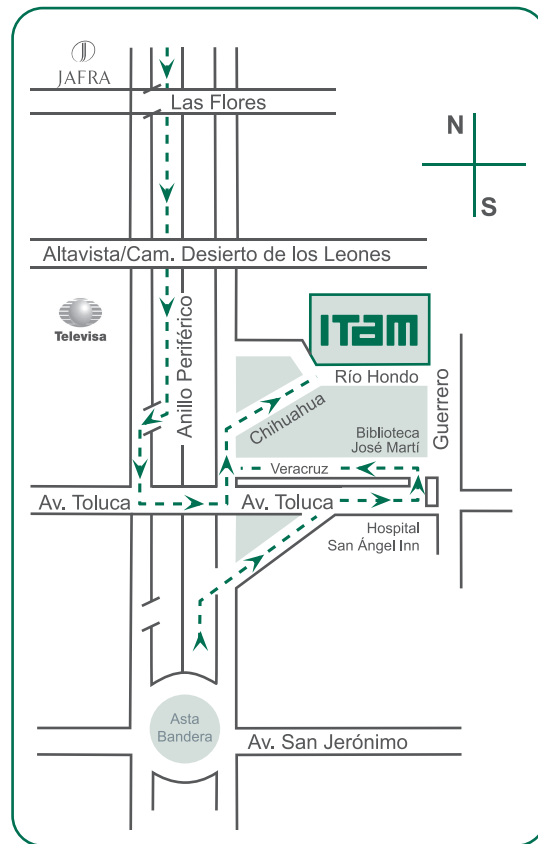 JAFRA
Las Flores
N
S
Altavista/Cam. Desierto de los Leones
Televisa
Anillo Periférico
ITAM
Río Hondo
Chihuahua
Guerrero
Biblioteca
José Martí
Veracruz
Av. Toluca
Av. Toluca
Hospital
San Ángel Inn
Asta
Bandera
Av. San Jerónimo